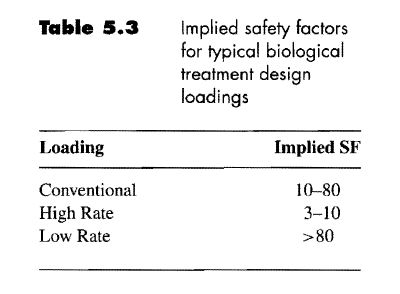 Table 5.3 Implied safety factors
for typical biological
treatment design
loadings
Loading Implied SF
Conventional 10–80
High Rate 3–10
Low Rate >80